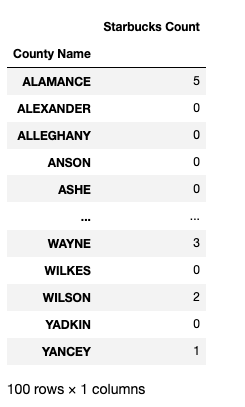 Starbucks Count
County Name
ALAMANCE 5
ALEXANDER 0
ALLEGHANY 0
ANSON 0
ASHE 0
... ...
WAYNE 3
WILKES 0
WILSON 2
YADKIN 0
YANCEY 1
100 rows × 1 columns